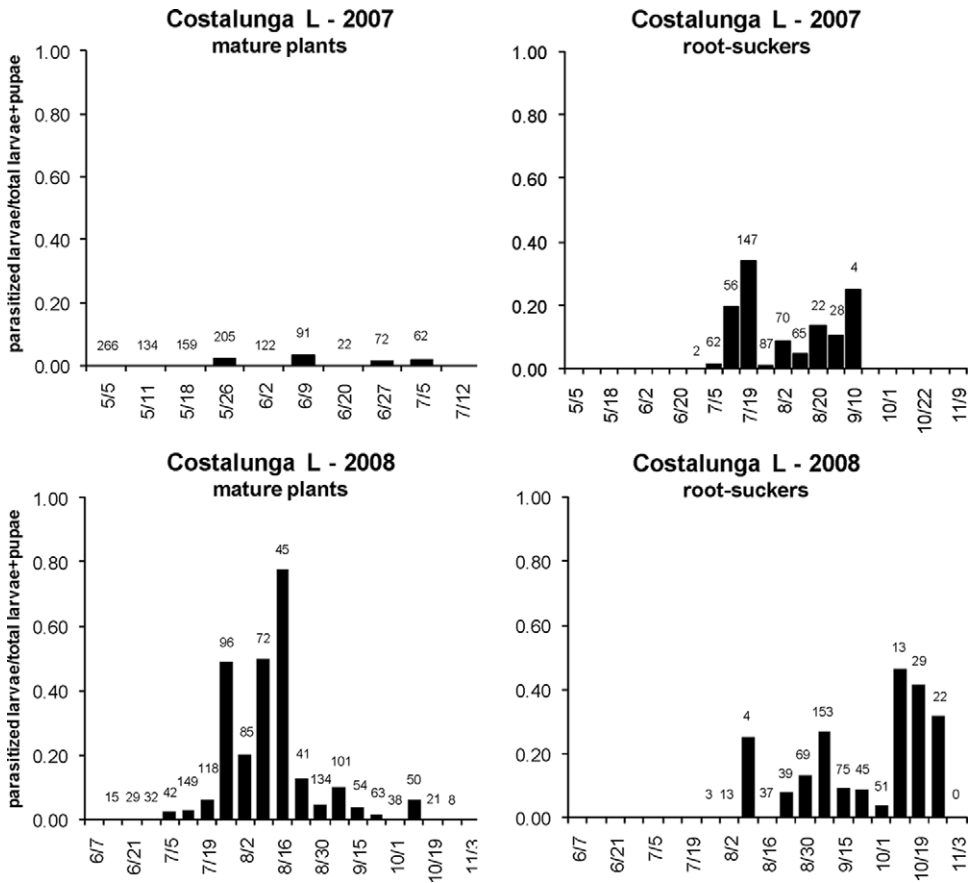 Costalunga L - 2007
mature plants
parasitized larvae/total larvae+pupae
1.00
0.80
0.60
0.40
0.20
0.00
266 134 159 205 122 91 22 72 62
5/5 5/11 5/18 5/26 6/2 6/9 6/20 6/27 7/5 7/12
Costalunga L - 2007
root-suckers
1.00
0.80
0.60
0.40
0.20
0.00
2 62 56 147 87 70 65 22 28 4
5/5 5/18 6/2 6/20 7/5 7/19 8/2 8/20 9/10 10/1 10/22 11/9
Costalunga L - 2008
mature plants
parasitized larvae/total larvae+pupae
1.00
0.80
0.60
0.40
0.20
0.00
15 29 32 42 149 118 96 85 72 45 41 134 101 54 63 38 50 21 8
6/7 6/21 7/5 7/19 8/2 8/16 8/30 9/15 10/1 10/19 11/3
Costalunga L - 2008
root-suckers
1.00
0.80
0.60
0.40
0.20
0.00
3 13 4 37 39 69 153 75 45 51 13 29 22 0
6/7 6/21 7/5 7/19 8/2 8/16 8/30 9/15 10/1 10/19 11/3